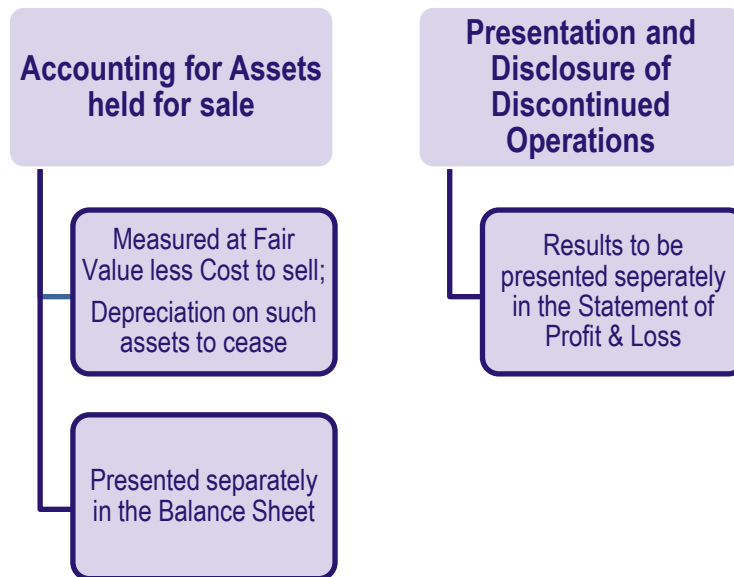 Accounting for Assets
held for sale
Measured at Fair
Value less Cost to sell;
Depreciation on such
assets to cease
Presented separately
in the Balance Sheet
Presentation and
Disclosure of
Discontinued
Operations
Results to be
presented seperately
in the Statement of
Profit & Loss